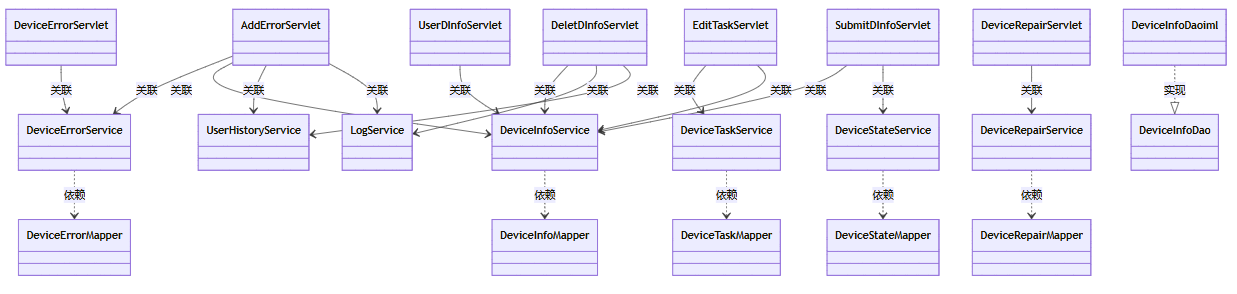 DeviceErrorServlet
AddErrorServlet
UserDInfoServlet
DeletDInfoServlet
EditTaskServlet
SubmitDInfoServlet
DeviceRepairServlet
DeviceInfoDaoiml
关联
关联
关联
关联
关联
关联
关联
关联
关联
关联
关联
关联
关联
关联
实现
DeviceErrorService
UserHistoryService
LogService
DeviceInfoService
DeviceTaskService
DeviceStateService
DeviceRepairService
DeviceInfoDao
依赖
依赖
依赖
依赖
依赖
DeviceErrorMapper
DeviceInfoMapper
DeviceTaskMapper
DeviceStateMapper
DeviceRepairMapper